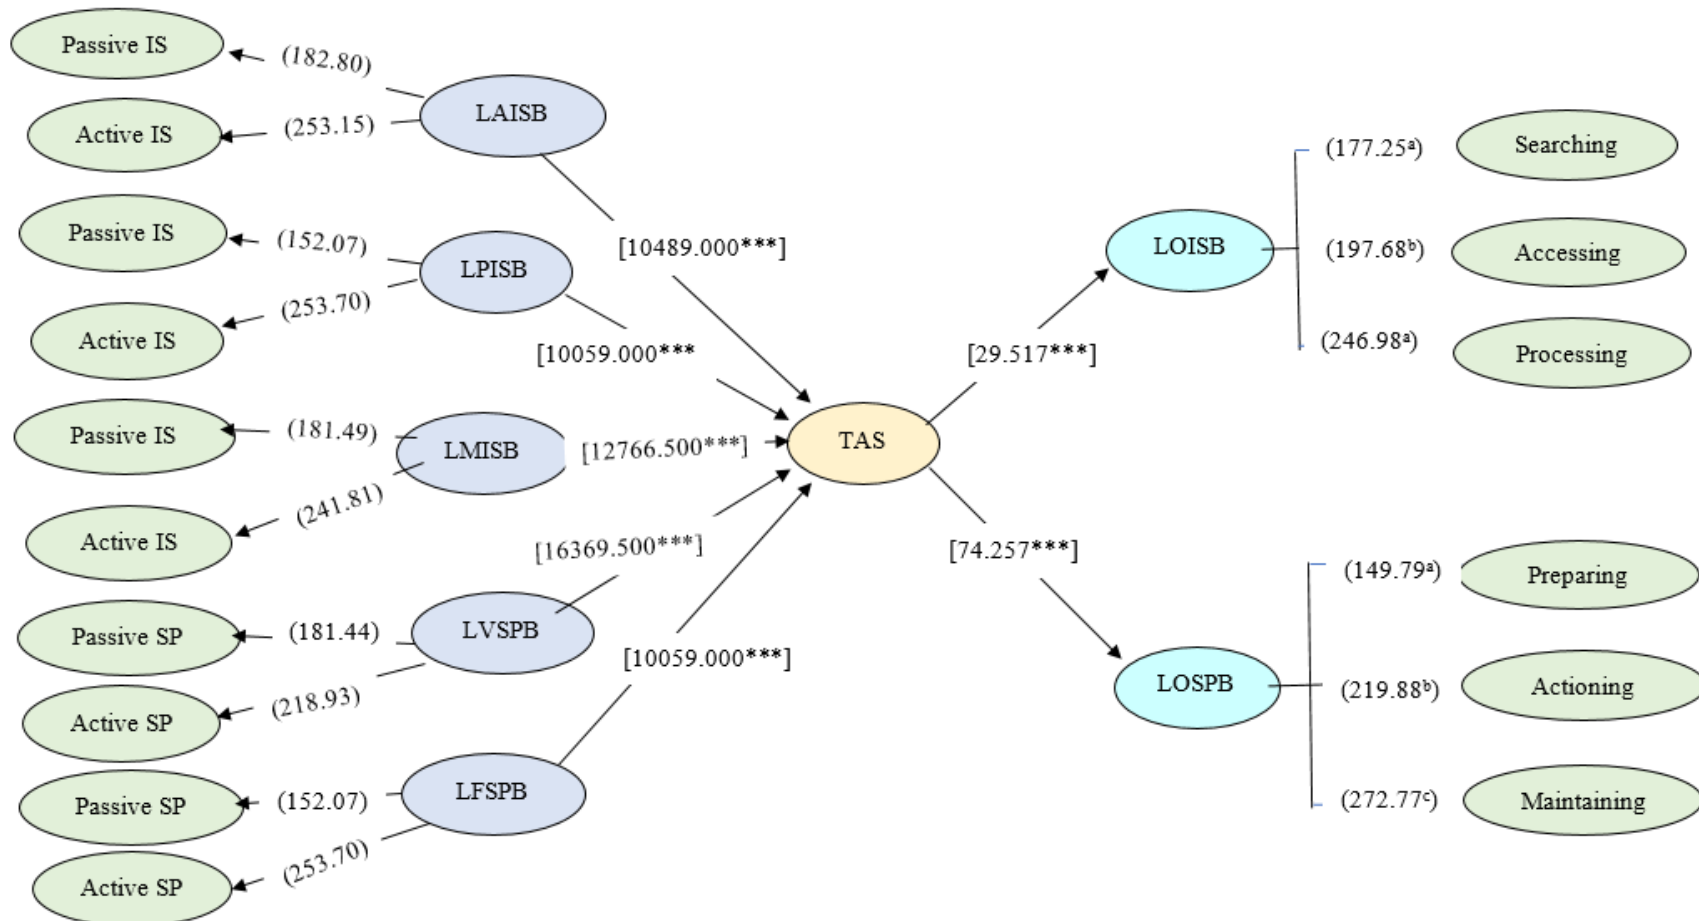 Passive IS
(182.80)
LAISB
Active IS
(253.15)
Passive IS
(152.07)
LPISB
Active IS
(253.70)
Passive IS
(181.49)
LMISB
Active IS
(241.81)
Passive SP
(181.44)
LVSPB
Active SP
(218.93)
Passive SP
(152.07)
LFSPB
Active SP
(253.70)
[10489.000***]
[10059.000***
[12766.500***]
[16369.500***]
[10059.000***]
TAS
[29.517***]
[74.257***]
LOISB
(177.25ᵃ)
Searching
(197.68ᵇ)
Accessing
(246.98ᵃ)
Processing
LOSPB
(149.79ᵃ)
Preparing
(219.88ᵇ)
Actioning
(272.77ᶜ)
Maintaining